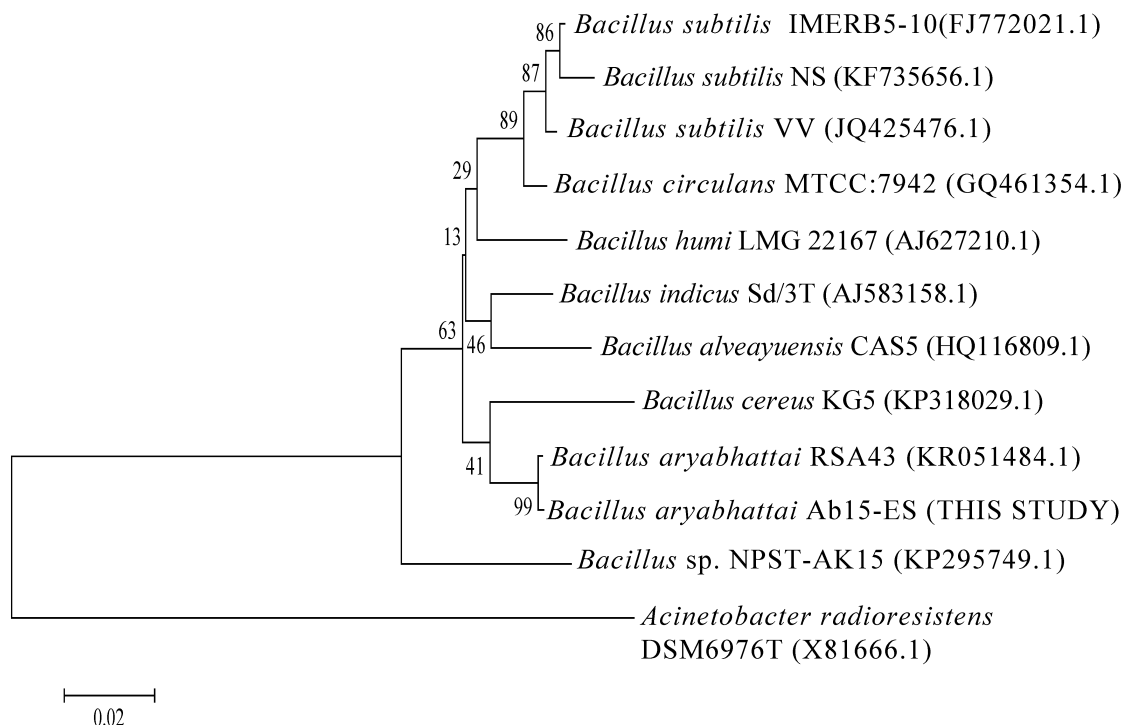 86
Bacillus subtilis IMERB5-10(FJ772021.1)
87
Bacillus subtilis NS (KF735656.1)
89
Bacillus subtilis VV (JQ425476.1)
29
Bacillus circulans MTCC:7942 (GQ461354.1)
13
Bacillus humi LMG 22167 (AJ627210.1)
Bacillus indicus Sd/3T (AJ583158.1)
63
46
Bacillus alveayuensis CAS5 (HQ116809.1)
Bacillus cereus KG5 (KP318029.1)
41
Bacillus aryabhattai RSA43 (KR051484.1)
99
Bacillus aryabhattai Ab15-ES (THIS STUDY)
Bacillus sp. NPST-AK15 (KP295749.1)
Acinetobacter radioresistens
DSM6976T (X81666.1)
0.02